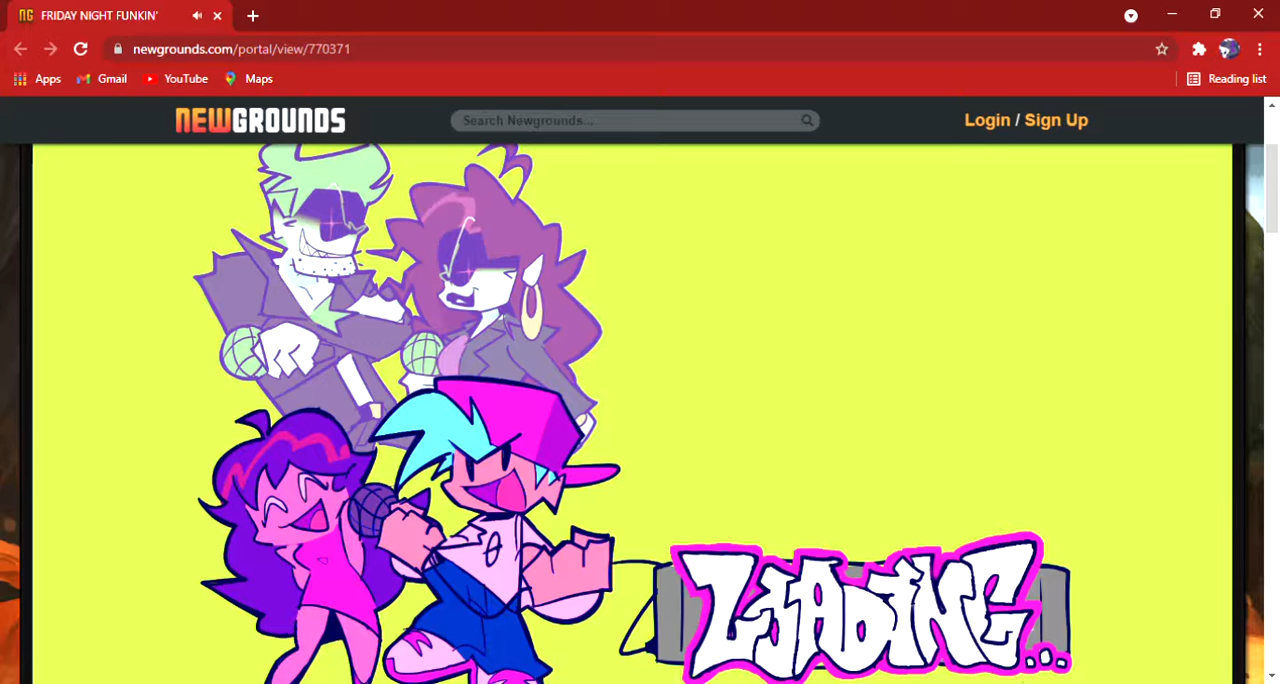 NG FRIDAY NIGHT FUNKIN'
newgrounds.com/portal/view/770371
Apps Gmail YouTube Maps Reading list
NEWGROUNDS Search Newgrounds... Login / Sign Up
LOADING...